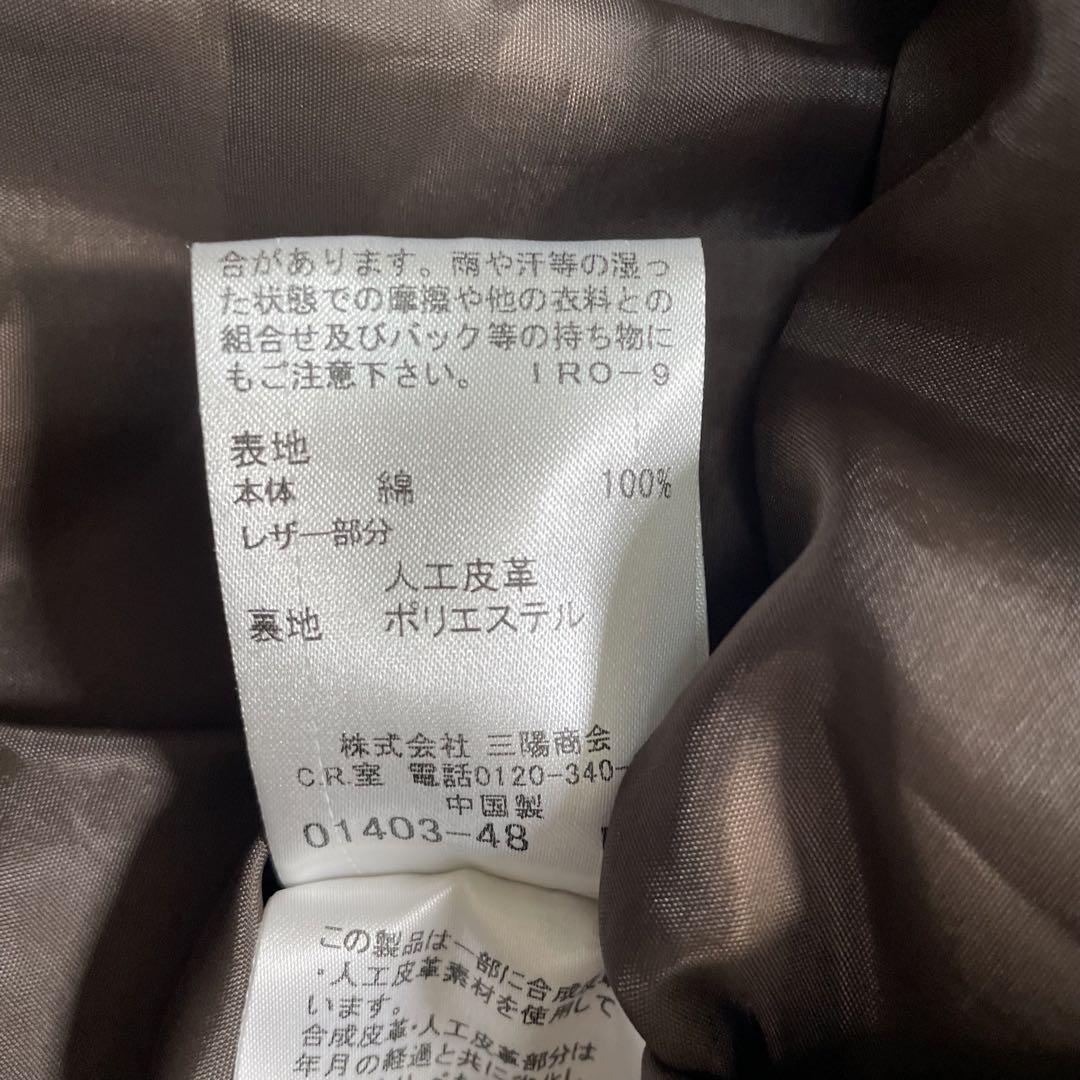 合があります。雨や汗等の湿っ
た状態での摩擦や他の衣料との
組合せ及びバック等の持ち物に
もご注意下さい。 IRO-9
表地
本体 綿 100%
レザー部分
人工皮革
裏地 ポリエステル
株式会社 三陽商会
C.R.室 電話0120-340-
中国製
01403-48
この製品は一部に合成皮革
・人工皮革素材を使用して
います。
合成皮革・人工皮革部分は
年月の経過と共に劣化し、